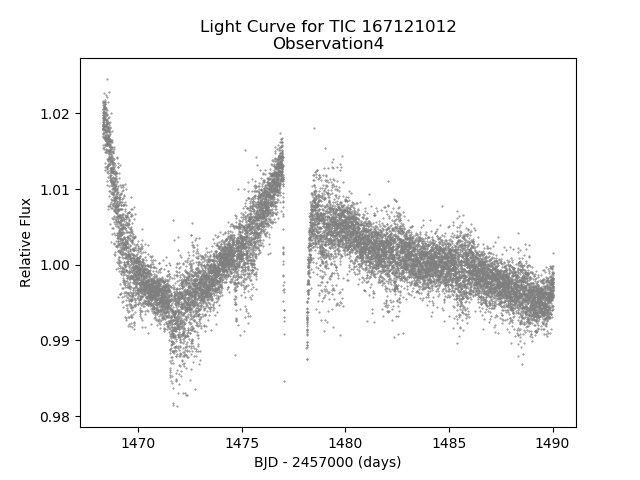 Light Curve for TIC 167121012
Observation4
Relative Flux
1.02
1.01
1.00
0.99
0.98
1470 1475 1480 1485 1490
BJD - 2457000 (days)